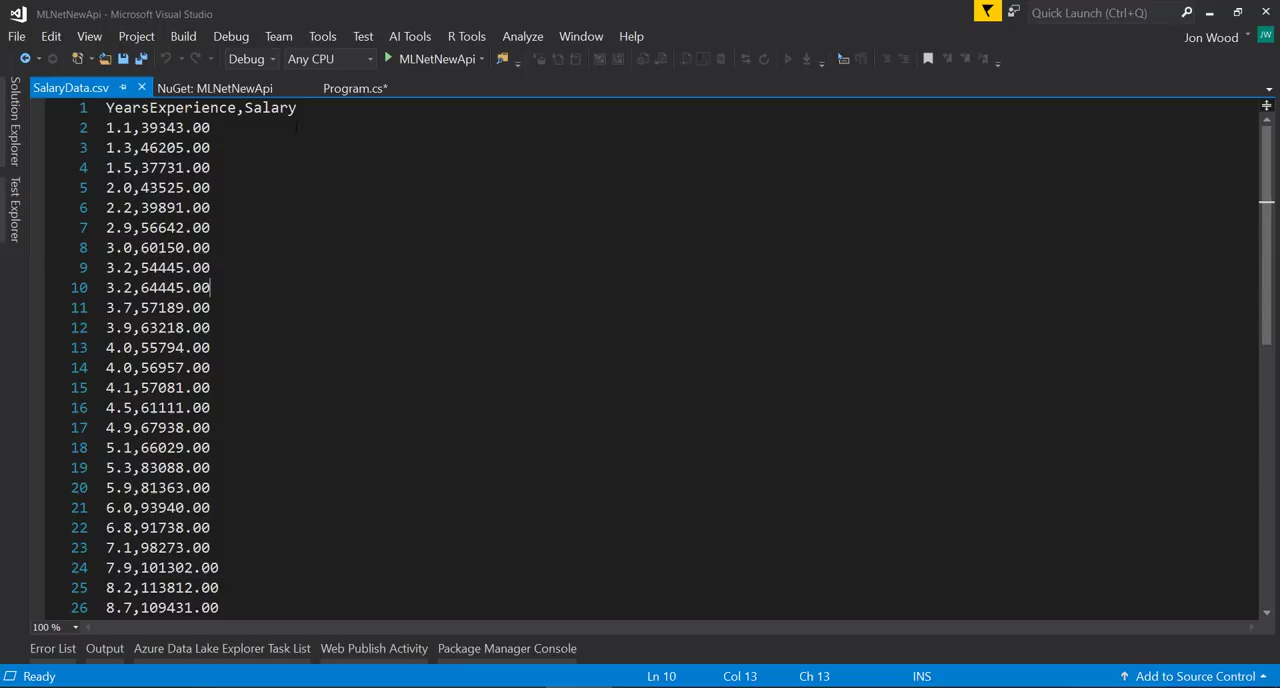 MLNetNewApi - Microsoft Visual Studio
Quick Launch (Ctrl+Q)
File Edit View Project Build Debug Team Tools Test AI Tools R Tools Analyze Window Help
Jon Wood JW
Debug Any CPU MLNetNewApi
SalaryData.csv NuGet: MLNetNewApi Program.cs*
Solution Explorer
Test Explorer
1 YearsExperience,Salary
2 1.1,39343.00
3 1.3,46205.00
4 1.5,37731.00
5 2.0,43525.00
6 2.2,39891.00
7 2.9,56642.00
8 3.0,60150.00
9 3.2,54445.00
10 3.2,64445.00
11 3.7,57189.00
12 3.9,63218.00
13 4.0,55794.00
14 4.0,56957.00
15 4.1,57081.00
16 4.5,61111.00
17 4.9,67938.00
18 5.1,66029.00
19 5.3,83088.00
20 5.9,81363.00
21 6.0,93940.00
22 6.8,91738.00
23 7.1,98273.00
24 7.9,101302.00
25 8.2,113812.00
26 8.7,109431.00
100 %
Error List Output Azure Data Lake Explorer Task List Web Publish Activity Package Manager Console
Ready Ln 10 Col 13 Ch 13 INS Add to Source Control